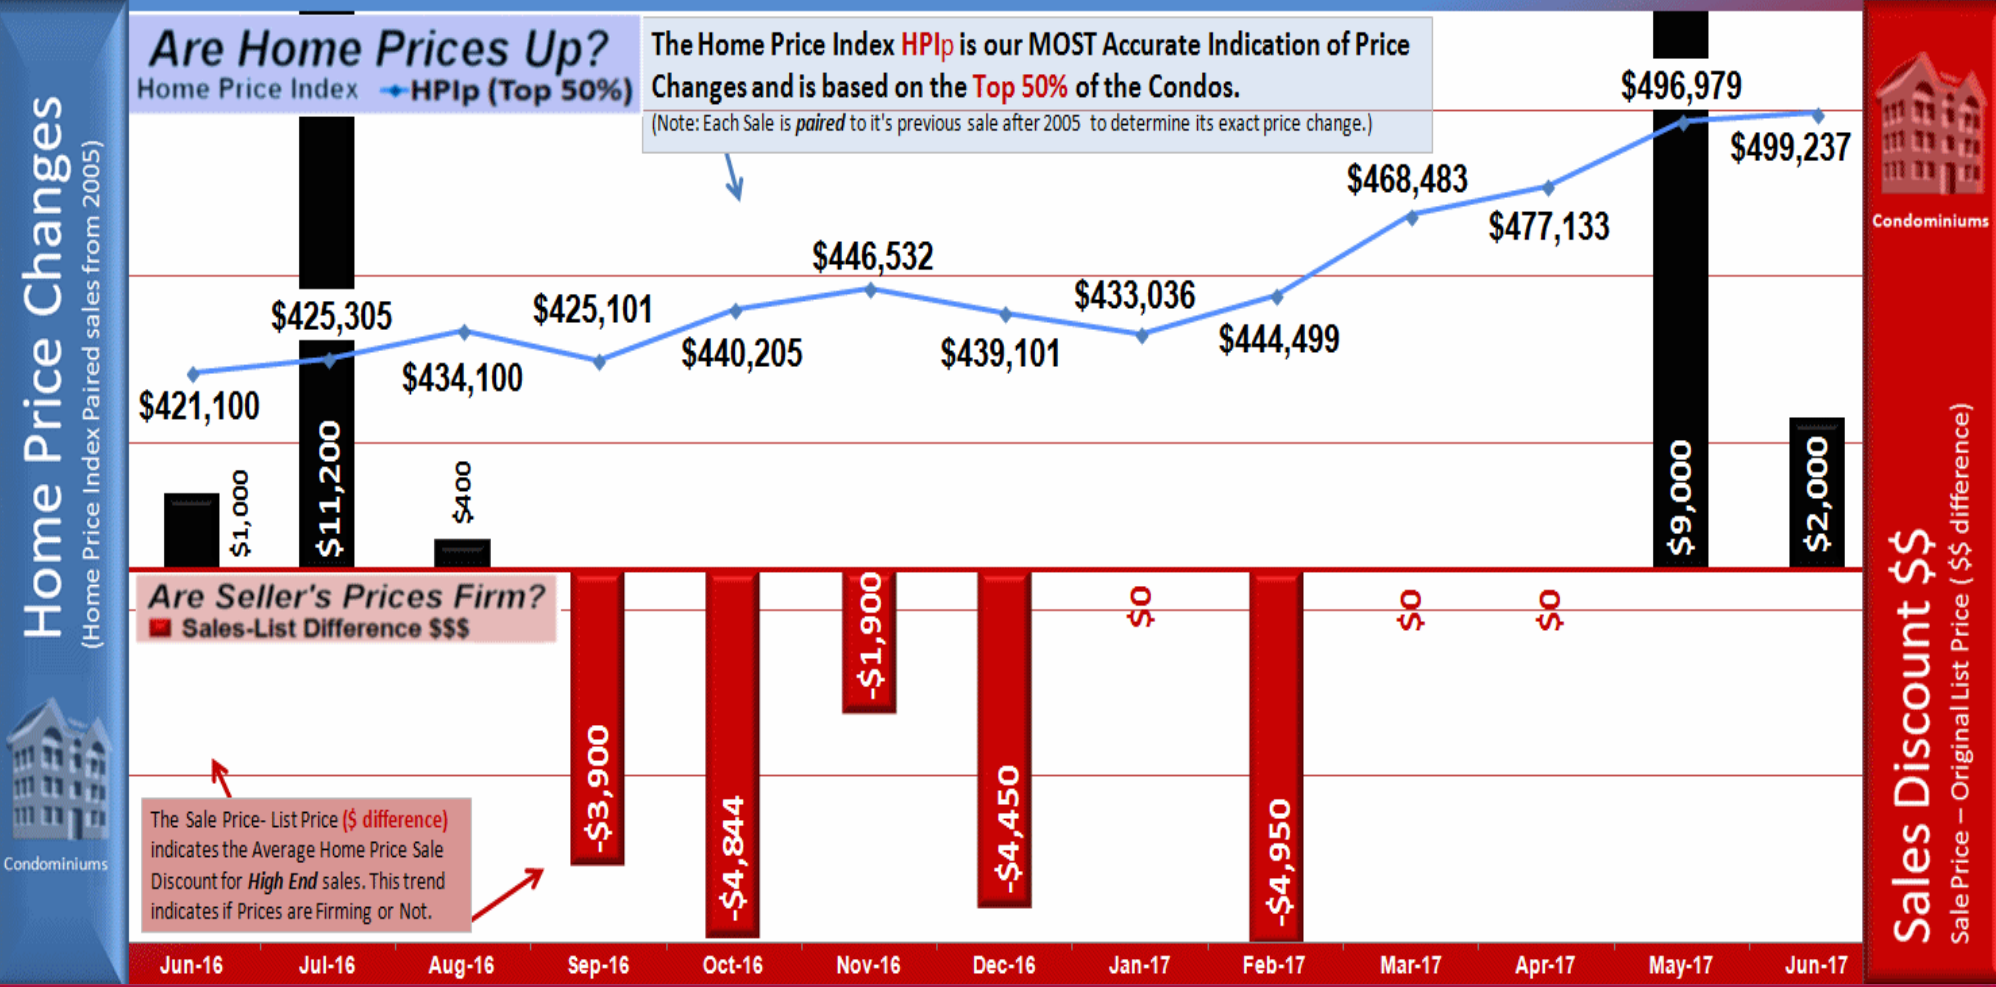 Home Price Changes
(Home Price Index Paired sales from 2005)
Condominiums
Are Home Prices Up?
Home Price Index HPIp (Top 50%)
The Home Price Index HPIp is our MOST Accurate Indication of Price
Changes and is based on the Top 50% of the Condos.
(Note: Each Sale is paired to it's previous sale after 2005 to determine its exact price change.)
$421,100
$425,305
$434,100
$425,101
$440,205
$446,532
$439,101
$433,036
$444,499
$468,483
$477,133
$496,979
$499,237
$1,000
$11,200
$400
$9,000
$2,000
Are Seller's Prices Firm?
Sales-List Difference $$$
-$3,900
-$4,844
-$1,900
-$4,450
$0
-$4,950
$0
$0
The Sale Price- List Price ($ difference)
indicates the Average Home Price Sale
Discount for High End sales. This trend
indicates if Prices are Firming or Not.
Jun-16
Jul-16
Aug-16
Sep-16
Oct-16
Nov-16
Dec-16
Jan-17
Feb-17
Mar-17
Apr-17
May-17
Jun-17
Condominiums
Sales Discount $$
Sale Price – Original List Price ( $$ difference)